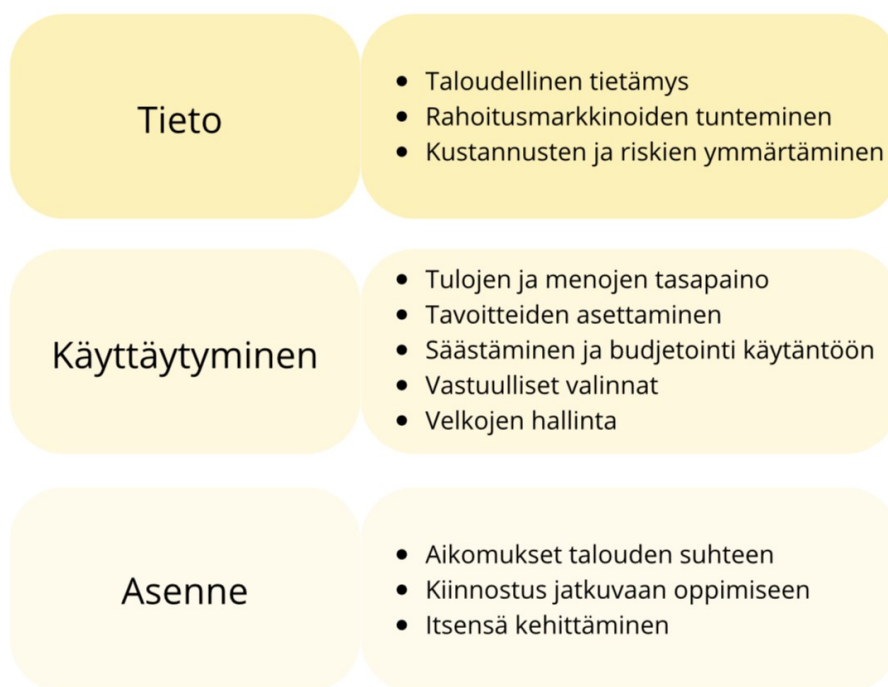 Tieto
• Taloudellinen tietämys
• Rahoitusmarkkinoiden tunteminen
• Kustannusten ja riskien ymmärtäminen
Käyttäytyminen
• Tulojen ja menojen tasapaino
• Tavoitteiden asettaminen
• Säästäminen ja budjetointi käytäntöön
• Vastuulliset valinnat
• Velkojen hallinta
Asenne
• Aikomukset talouden suhteen
• Kiinnostus jatkuvaan oppimiseen
• Itsensä kehittäminen